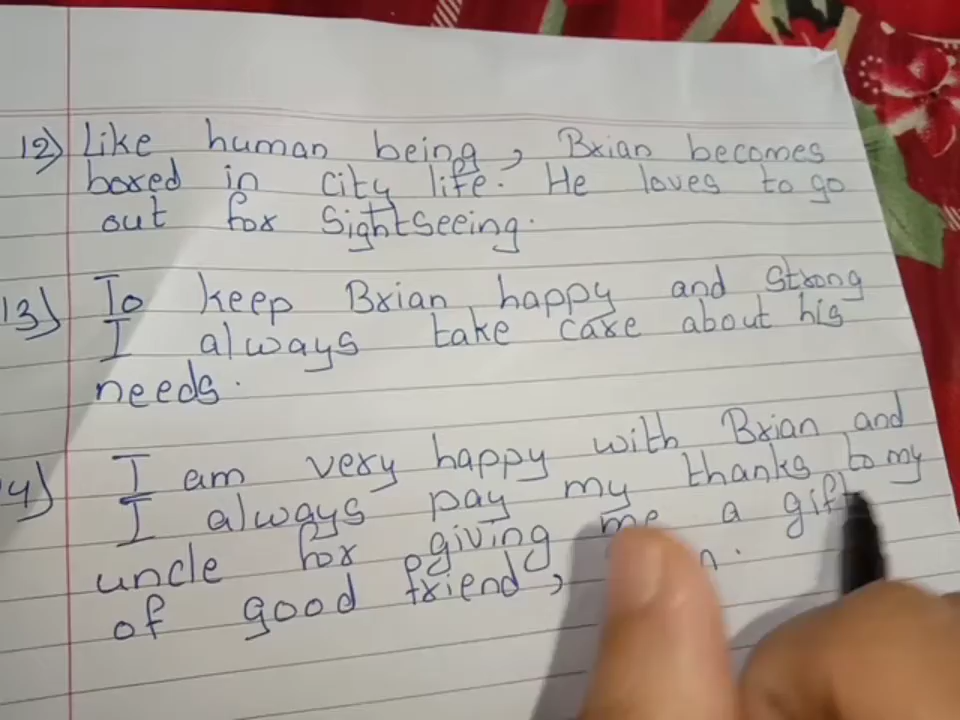 12) Like human being, Brian becomes
bored in city life. He loves to go
out for Sightseeing.
13) To keep Brian happy and strong
I always take care about his
needs.
4) I am very happy with Brian and
I always pay my thanks to my
uncle for giving me a gift
of good friend,